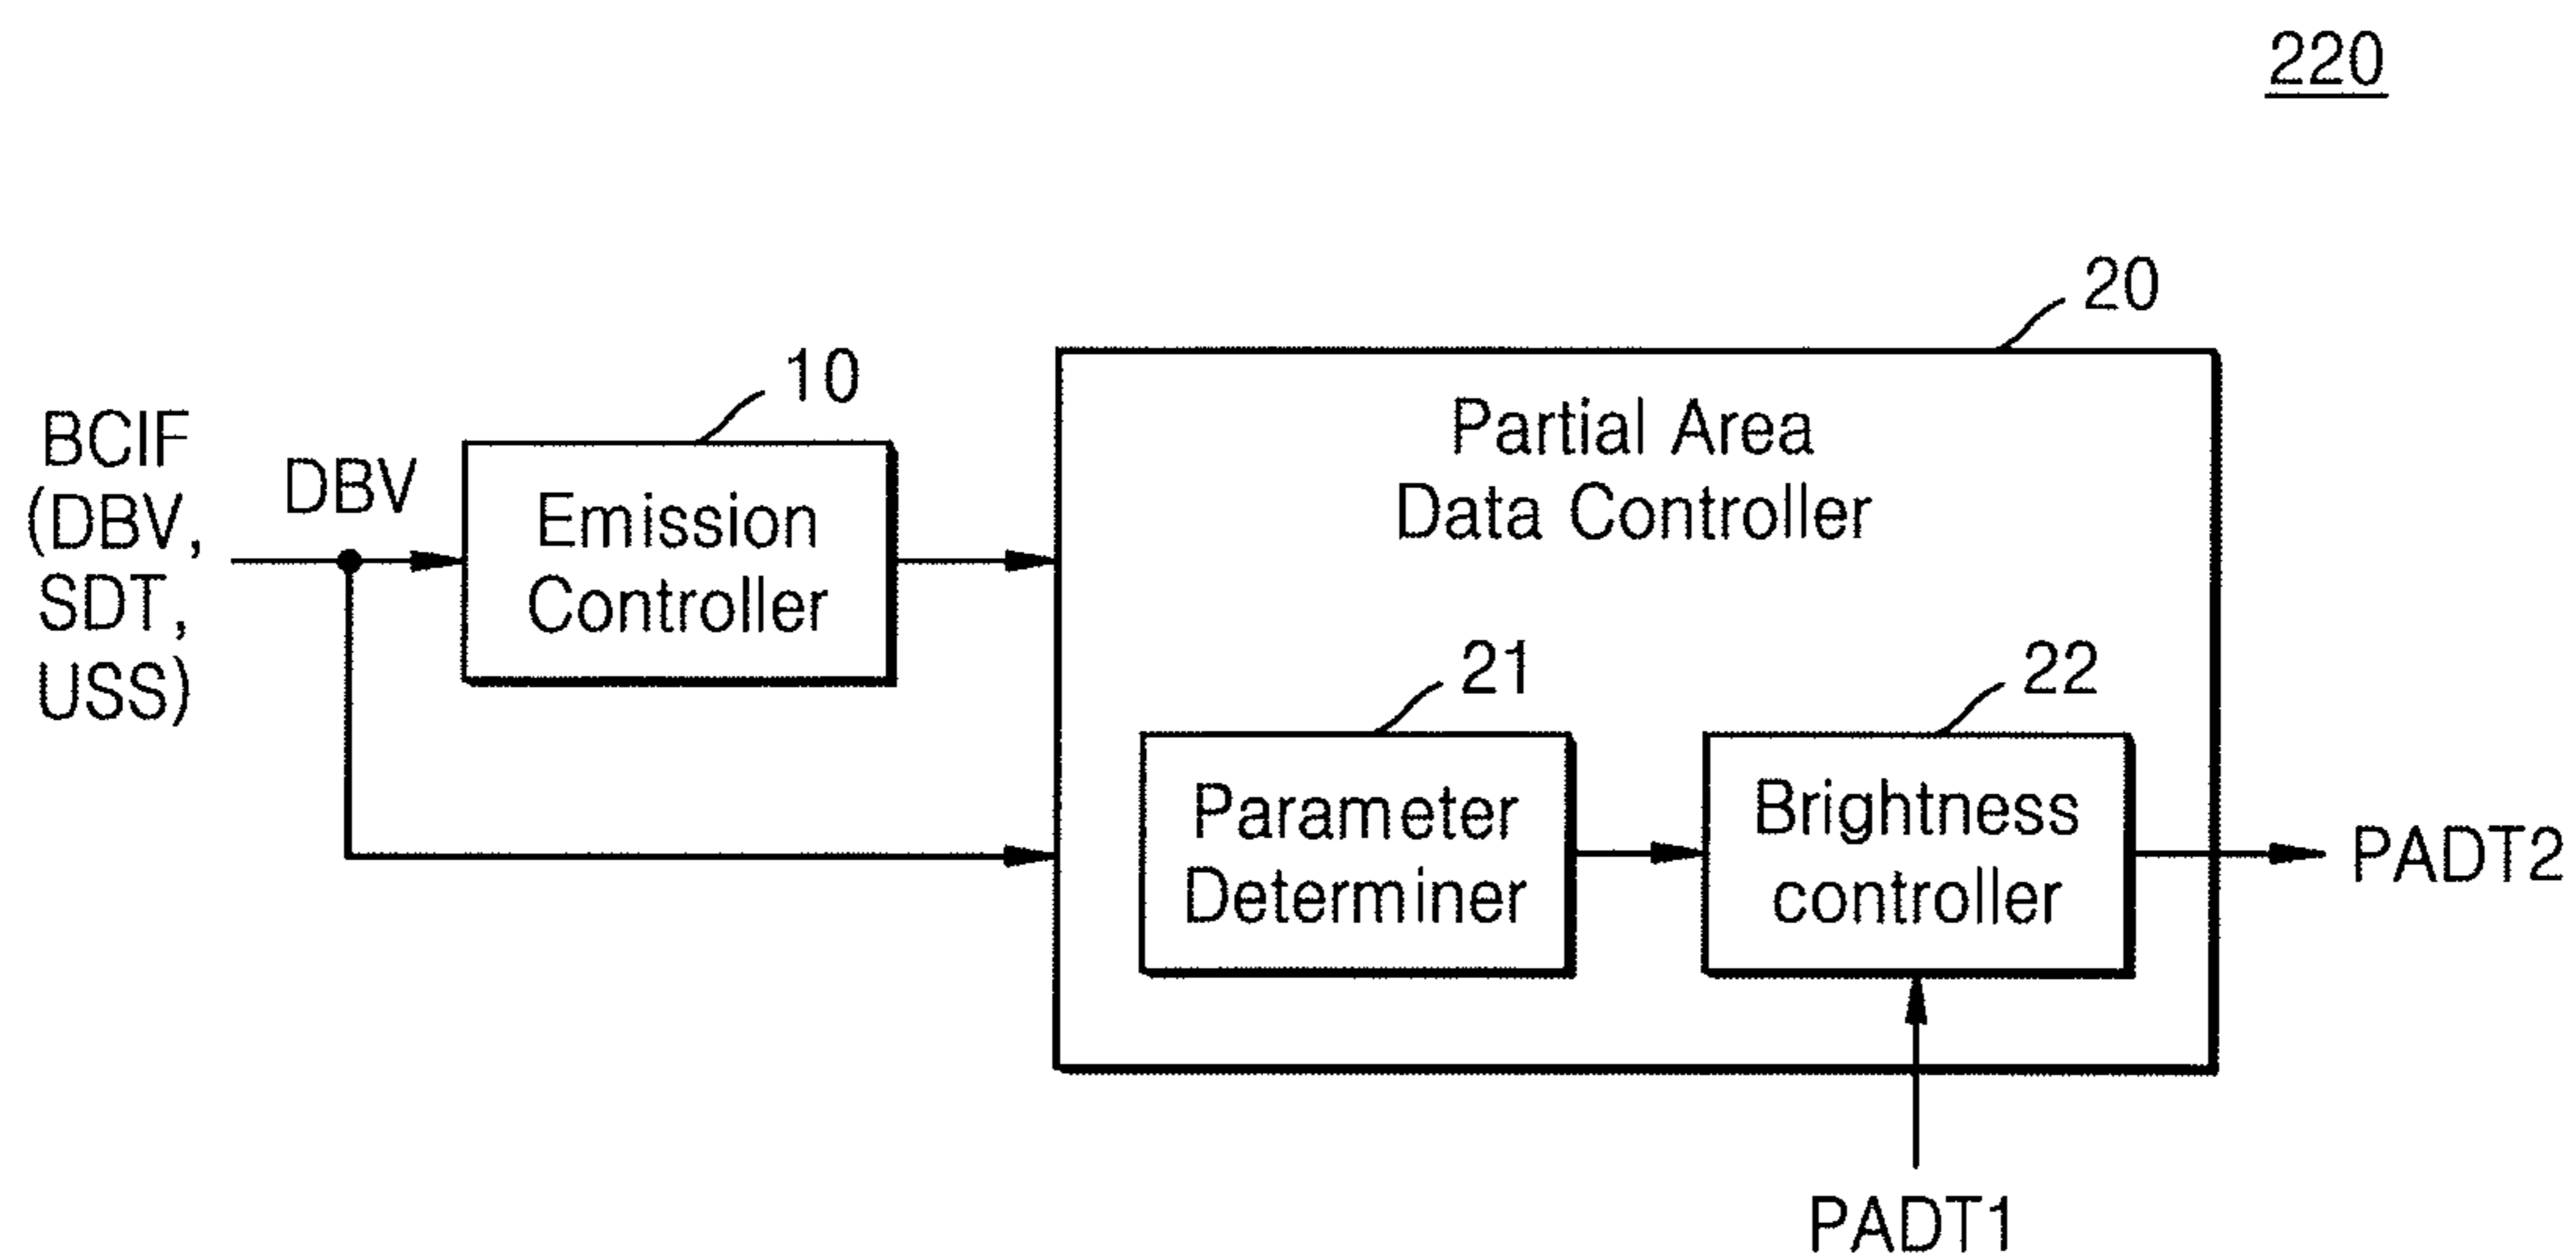 220
20
10
BCIF
(DBV,
SDT,
USS)
DBV
Emission
Controller
Partial Area
Data Controller
21
22
Parameter
Determiner
Brightness
controller
PADT2
PADT1